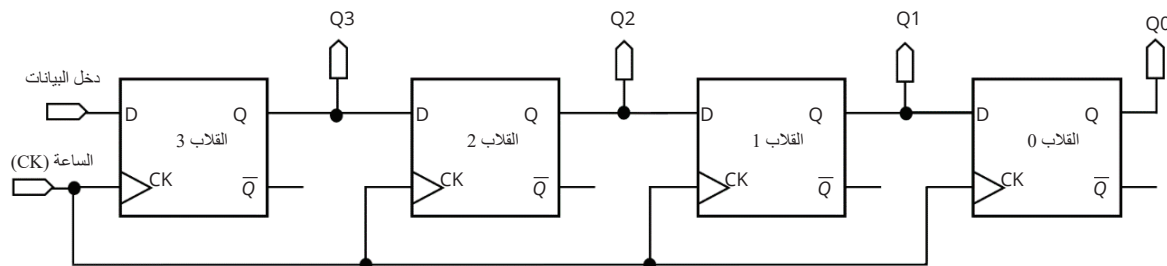 Q3
Q2
Q1
Q0
دخل البيانات
D
Q
القلاب 3
D
Q
القلاب 2
D
Q
القلاب 1
D
Q
القلاب 0
الساعة (CK)
CK
Q̅
CK
Q̅
CK
Q̅
CK
Q̅